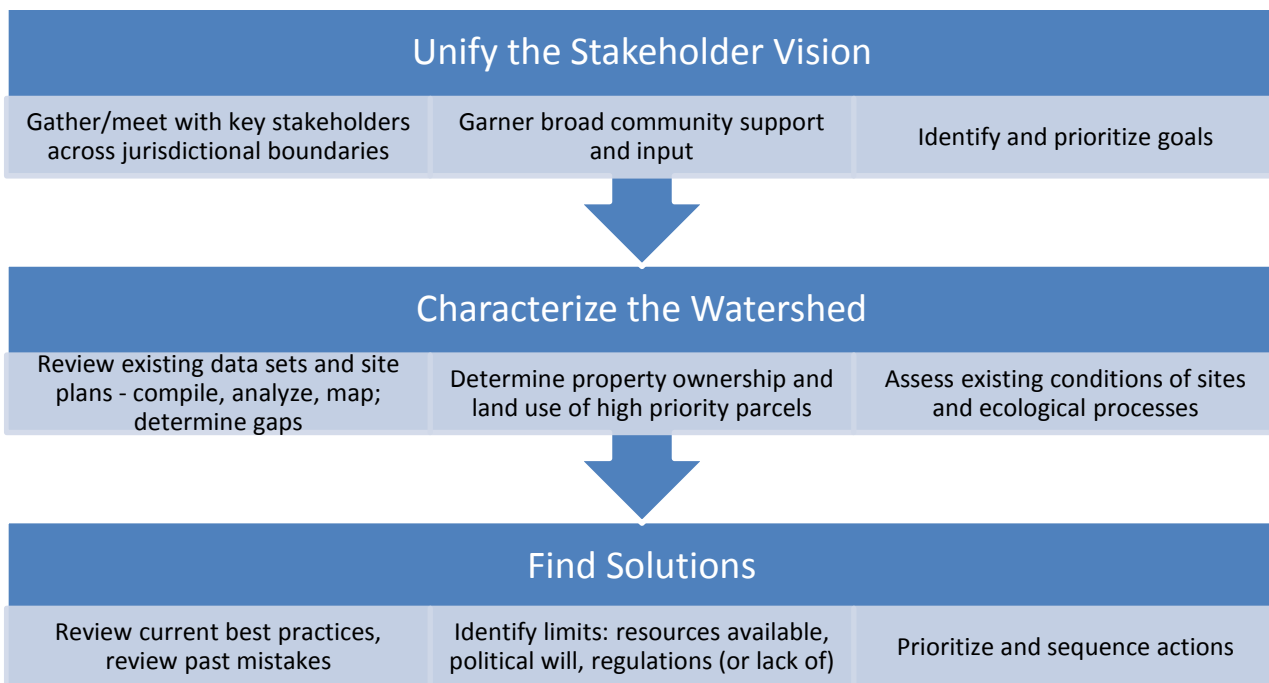 Unify the Stakeholder Vision
Gather/meet with key stakeholders
across jurisdictional boundaries
Garner broad community support
and input
Identify and prioritize goals
Characterize the Watershed
Review existing data sets and site
plans - compile, analyze, map;
determine gaps
Determine property ownership and
land use of high priority parcels
Assess existing conditions of sites
and ecological processes
Find Solutions
Review current best practices,
review past mistakes
Identify limits: resources available,
political will, regulations (or lack of)
Prioritize and sequence actions